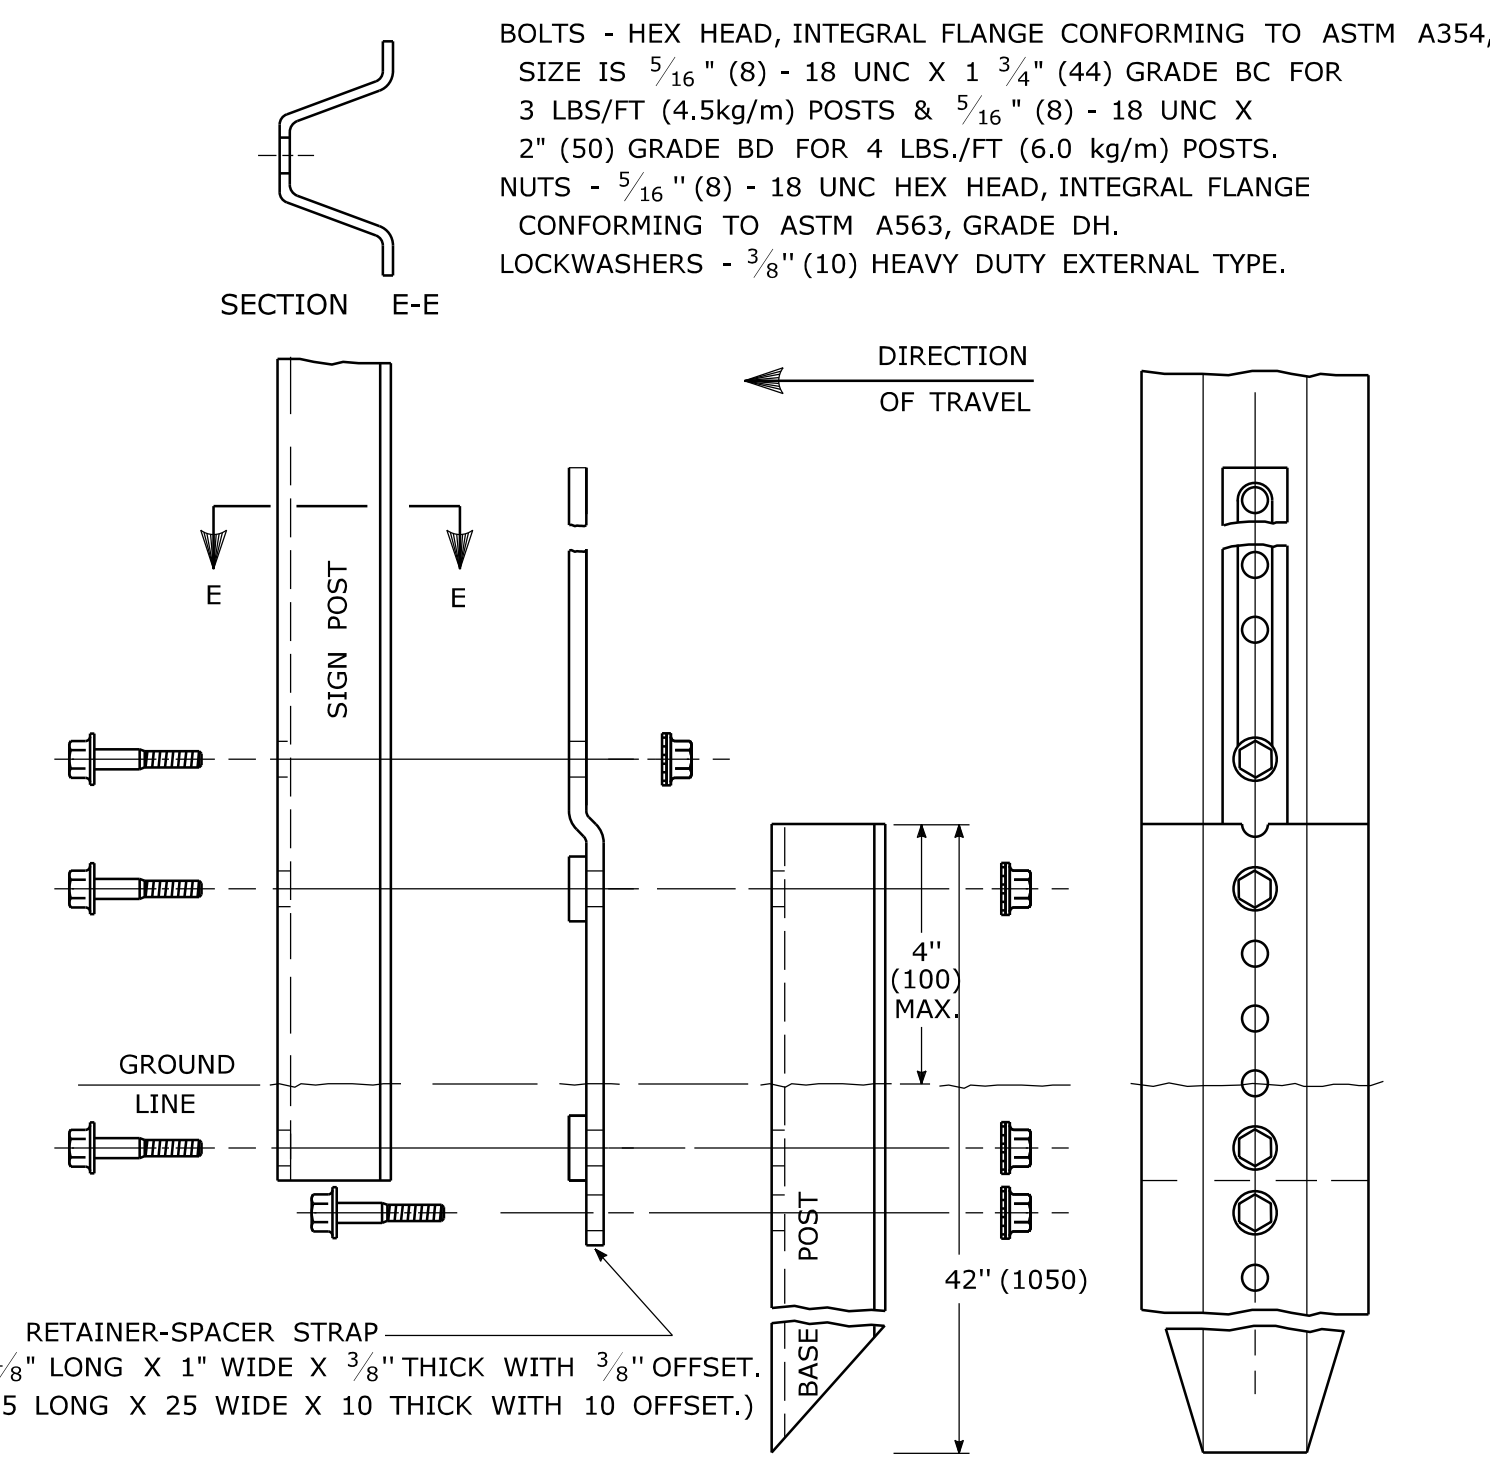 BOLTS - HEX HEAD, INTEGRAL FLANGE CONFORMING TO ASTM A354,
SIZE IS 5/16" (8) - 18 UNC X 1 3/4" (44) GRADE BC FOR
3 LBS/FT (4.5kg/m) POSTS & 5/16" (8) - 18 UNC X
2" (50) GRADE BD FOR 4 LBS./FT (6.0 kg/m) POSTS.
NUTS - 5/16" (8) - 18 UNC HEX HEAD, INTEGRAL FLANGE
CONFORMING TO ASTM A563, GRADE DH.
LOCKWASHERS - 3/8" (10) HEAVY DUTY EXTERNAL TYPE.
SECTION E-E
DIRECTION
OF TRAVEL
E
E
SIGN POST
4"
(100)
MAX.
GROUND
LINE
42" (1050)
BASE POST
RETAINER-SPACER STRAP
/8" LONG X 1" WIDE X 3/8" THICK WITH 3/8" OFFSET.
5 LONG X 25 WIDE X 10 THICK WITH 10 OFFSET.)